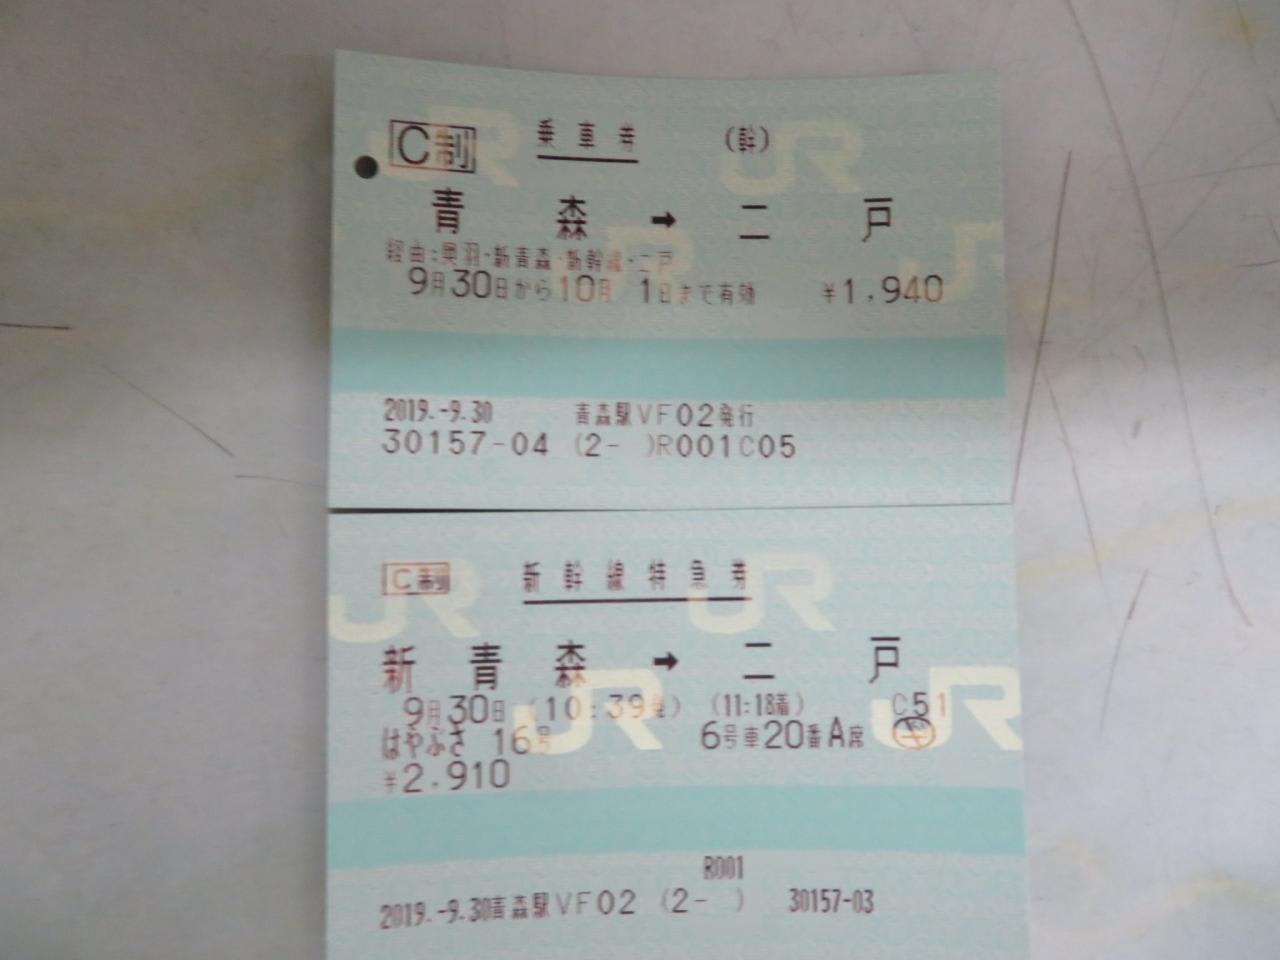 C制 乗車券 (幹)
青森 → 二戸
経由:奥羽・新青森・新幹線・二戸
9月30日から10月 1日まで有効 ¥1,940
2019.-9.30 青森駅VF02発行
30157-04 (2- )R001C05
C制 新幹線特急券
新青森 → 二戸
9月30日 (10:39発) (11:18着) C51
はやぶさ 16号 6号車20番A席
¥2,910
R001
2019.-9.30青森駅VF02 (2- ) 30157-03